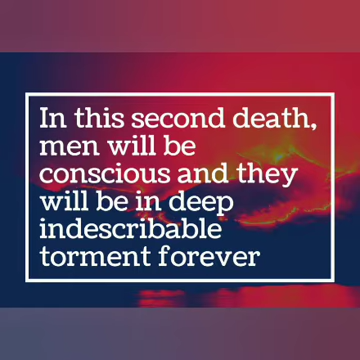 In this second death,
men will be
conscious and they
will be in deep
indescribable
torment forever